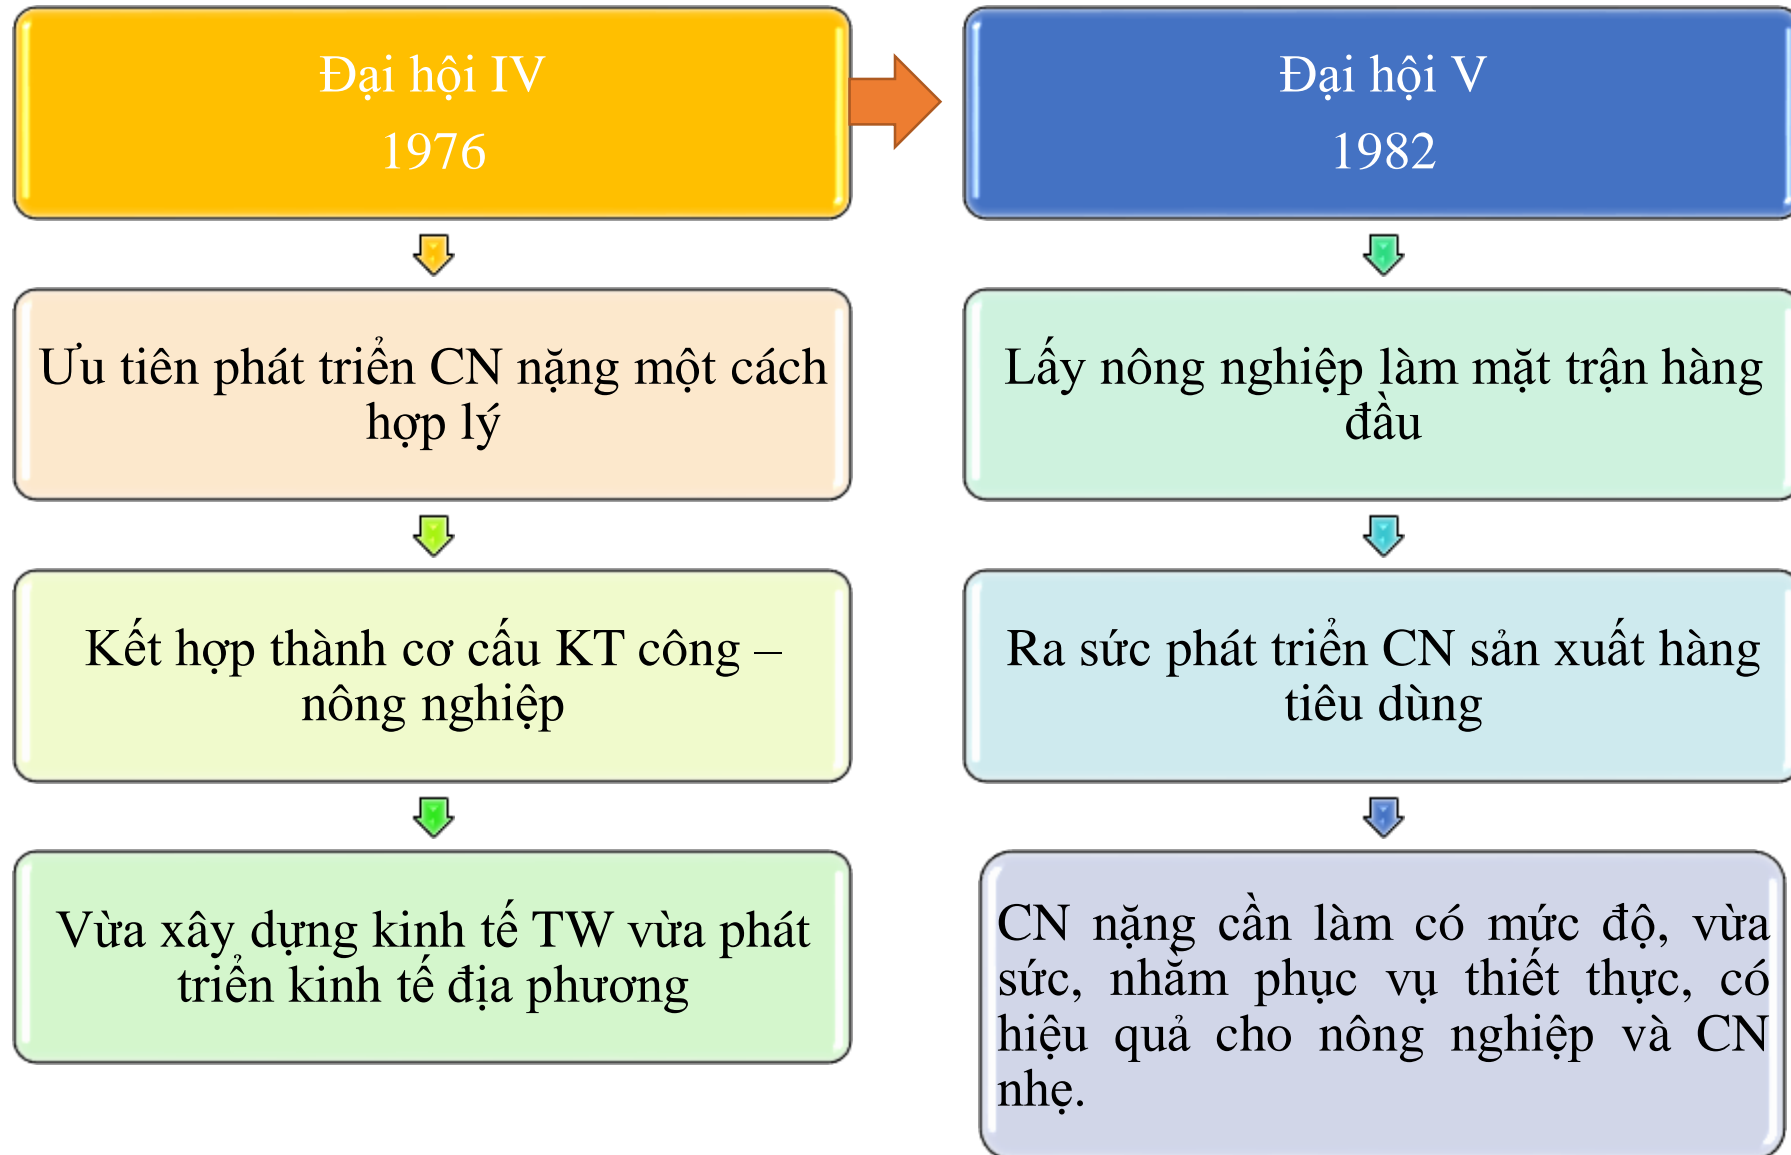 Đại hội IV
1976
Ưu tiên phát triển CN nặng một cách
hợp lý
Kết hợp thành cơ cấu KT công –
nông nghiệp
Vừa xây dựng kinh tế TW vừa phát
triển kinh tế địa phương
Đại hội V
1982
Lấy nông nghiệp làm mặt trận hàng
đầu
Ra sức phát triển CN sản xuất hàng
tiêu dùng
CN nặng cần làm có mức độ, vừa
sức, nhằm phục vụ thiết thực, có
hiệu quả cho nông nghiệp và CN
nhẹ.